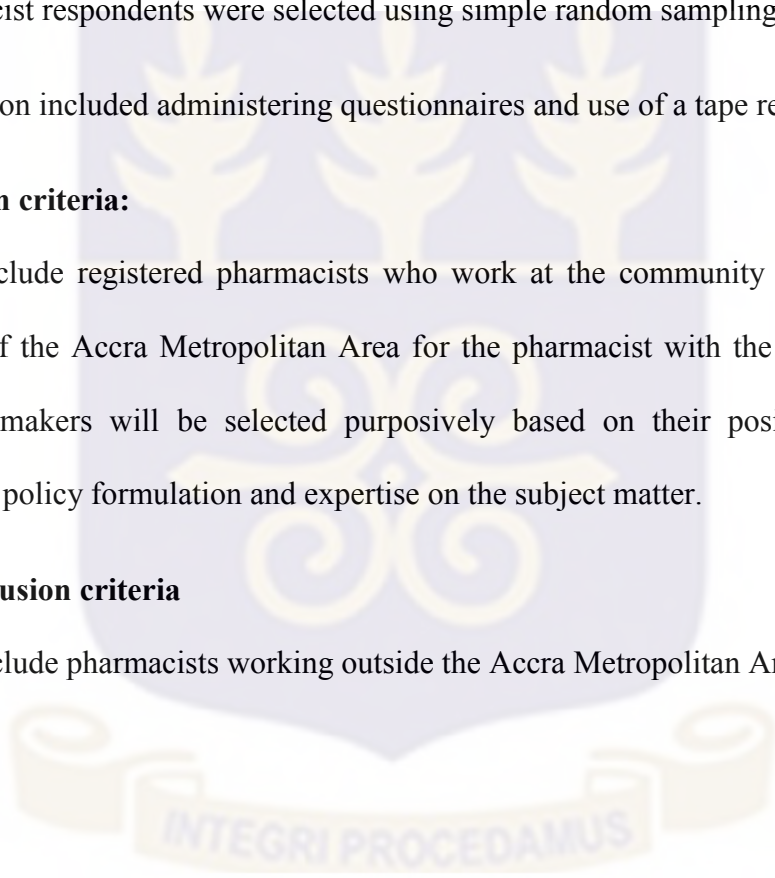 cist respondents were selected using simple random sampling
on included administering questionnaires and use of a tape re
n criteria:
clude registered pharmacists who work at the community
f the Accra Metropolitan Area for the pharmacist with the
makers will be selected purposively based on their posi
policy formulation and expertise on the subject matter.
usion criteria
clude pharmacists working outside the Accra Metropolitan Ar
INTEGRI PROCEDAMUS